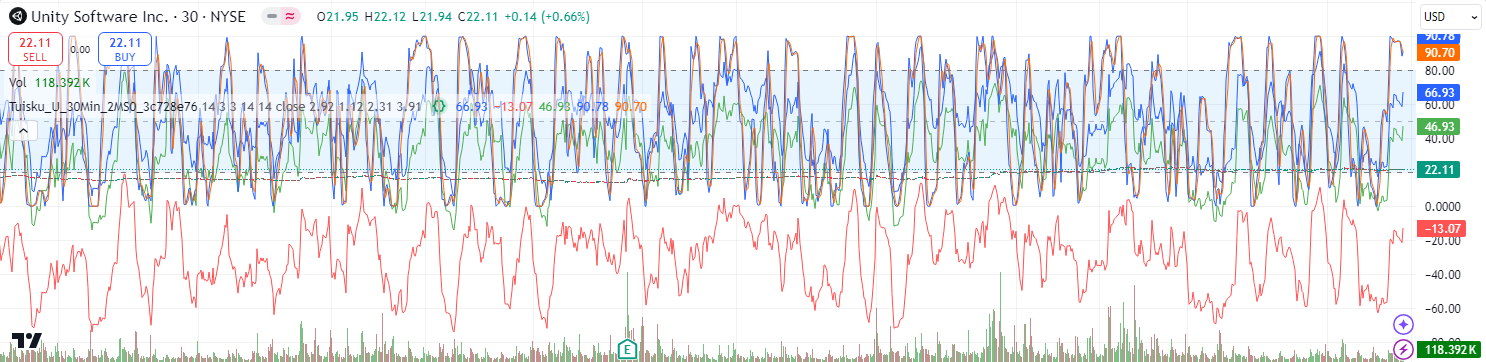 Unity Software Inc. · 30 · NYSE O21.95 H22.12 L21.94 C22.11 +0.14 (+0.66%)
USD
22.11
SELL
0.00
22.11
BUY
Vol 118.392 K
Tuisku_U_30Min_2MS0_3c728e76 14 3 3 14 14 close 2.92 1.12 2.31 3.91 66.93 −13.07 46.93 90.78 90.70
90.78
90.70
80.00
66.93
60.00
46.93
40.00
22.11
0.0000
−13.07
−20.00
−40.00
−60.00
118.392 K
E